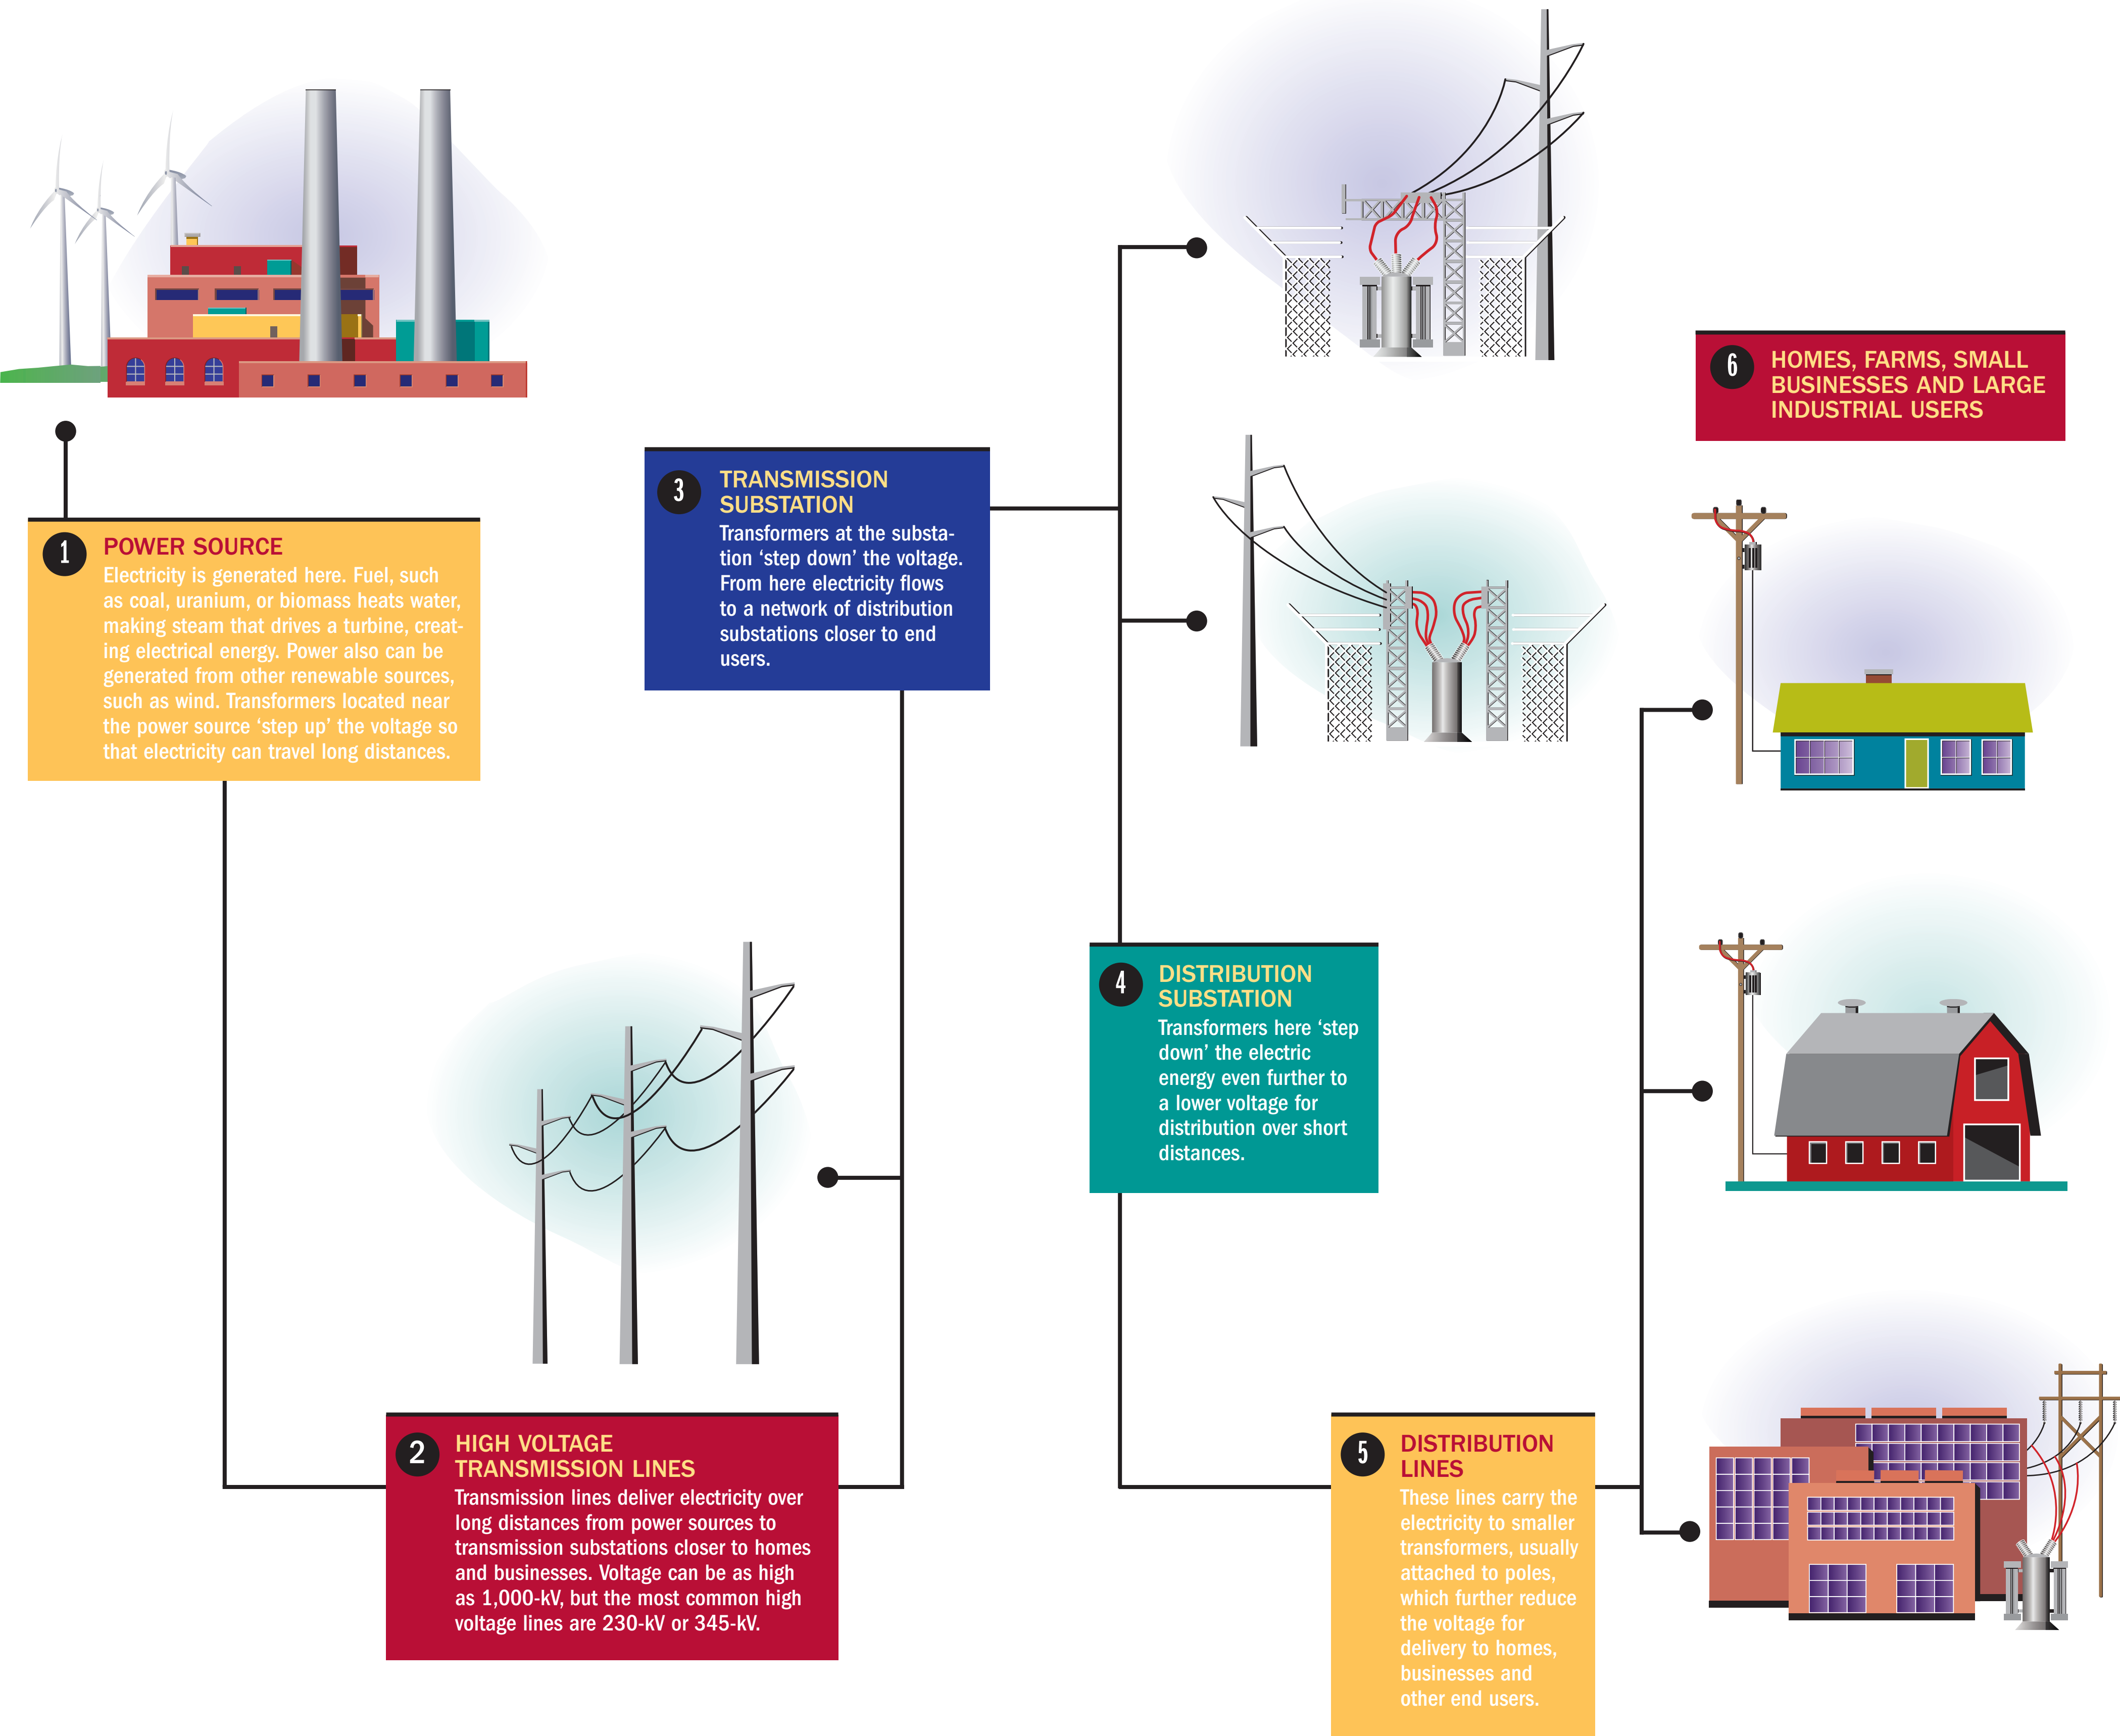 1
POWER SOURCE
Electricity is generated here. Fuel, such
as coal, uranium, or biomass heats water,
making steam that drives a turbine, creat-
ing electrical energy. Power also can be
generated from other renewable sources,
such as wind. Transformers located near
the power source ‘step up’ the voltage so
that electricity can travel long distances.
2
HIGH VOLTAGE
TRANSMISSION LINES
Transmission lines deliver electricity over
long distances from power sources to
transmission substations closer to homes
and businesses. Voltage can be as high
as 1,000-kV, but the most common high
voltage lines are 230-kV or 345-kV.
3
TRANSMISSION
SUBSTATION
Transformers at the substa-
tion ‘step down’ the voltage.
From here electricity flows
to a network of distribution
substations closer to end
users.
4
DISTRIBUTION
SUBSTATION
Transformers here ‘step
down’ the electric
energy even further to
a lower voltage for
distribution over short
distances.
5
DISTRIBUTION
LINES
These lines carry the
electricity to smaller
transformers, usually
attached to poles,
which further reduce
the voltage for
delivery to homes,
businesses and
other end users.
6
HOMES, FARMS, SMALL
BUSINESSES AND LARGE
INDUSTRIAL USERS